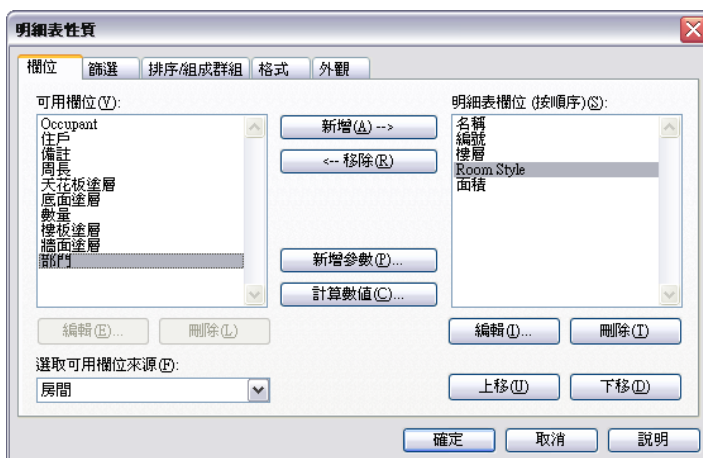 明細表性質
欄位 篩選 排序/組成群組 格式 外觀
可用欄位(V):
Occupant
住戶
備註
周長
天花板塗層
底面塗層
數量
樓板塗層
牆面塗層
部門
新增(A) -->
<-- 移除(R)
新增參數(P)...
計算數值(C)...
明細表欄位 (按順序)(S):
名稱
編號
樓層
Room Style
面積
編輯(E)... 刪除(L)
編輯(I)... 刪除(T)
選取可用欄位來源(F):
房間
上移(U) 下移(D)
確定 取消 說明